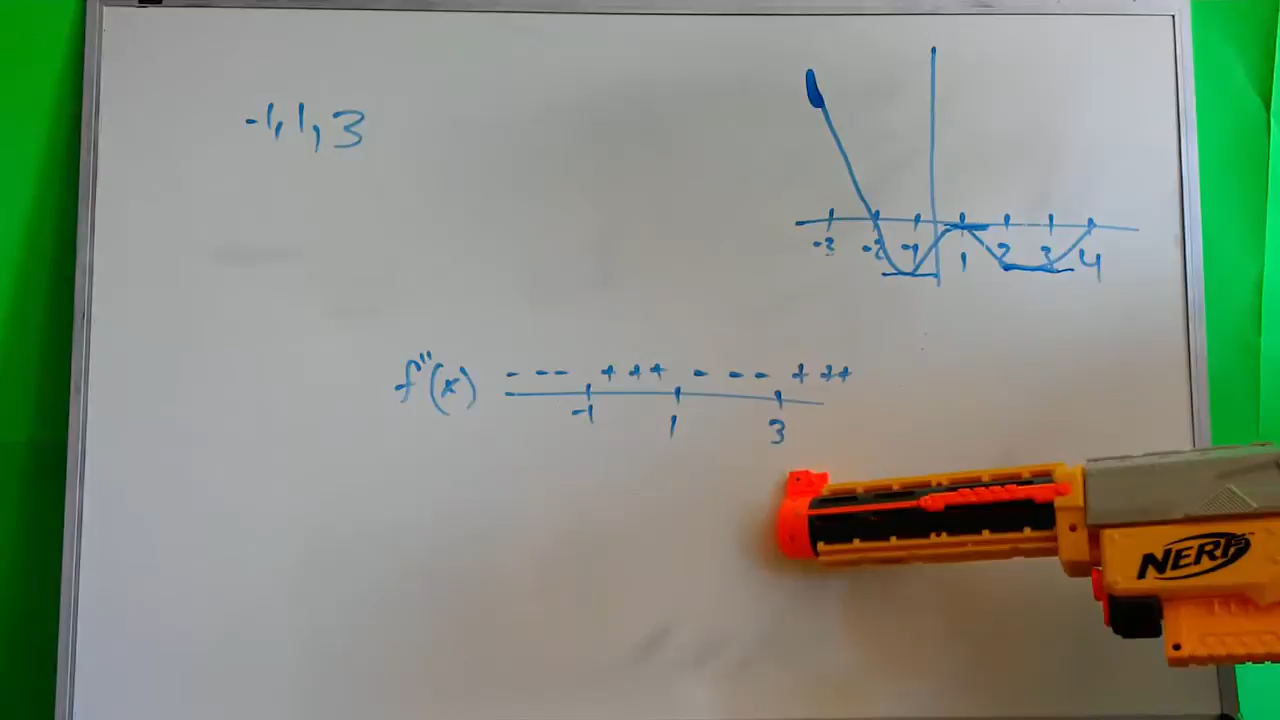 -1, 1, 3
-3 -2 -1 1 2 3 4
f"(x) - - - + + + - - - + + +
-1 1 3
NERF